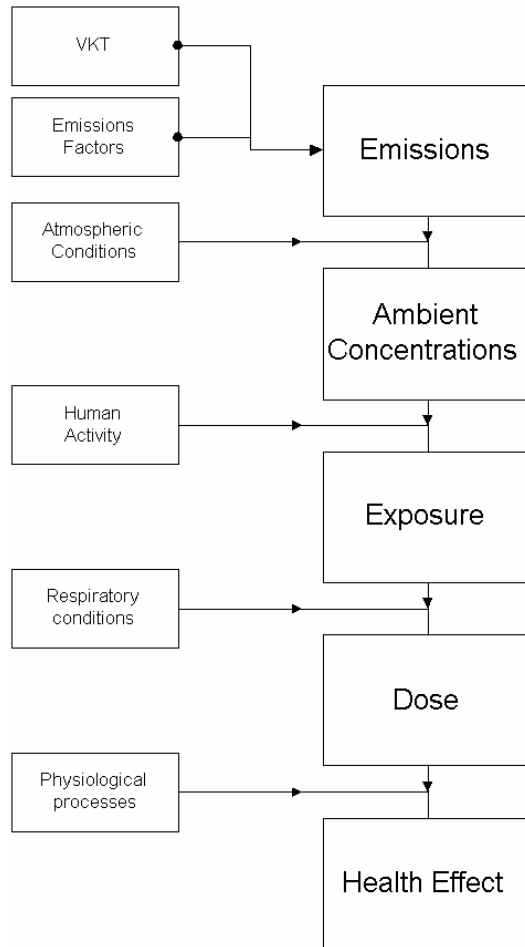 VKT
Emissions
Factors
Emissions
Atmospheric
Conditions
Ambient
Concentrations
Human
Activity
Exposure
Respiratory
conditions
Dose
Physiological
processes
Health Effect